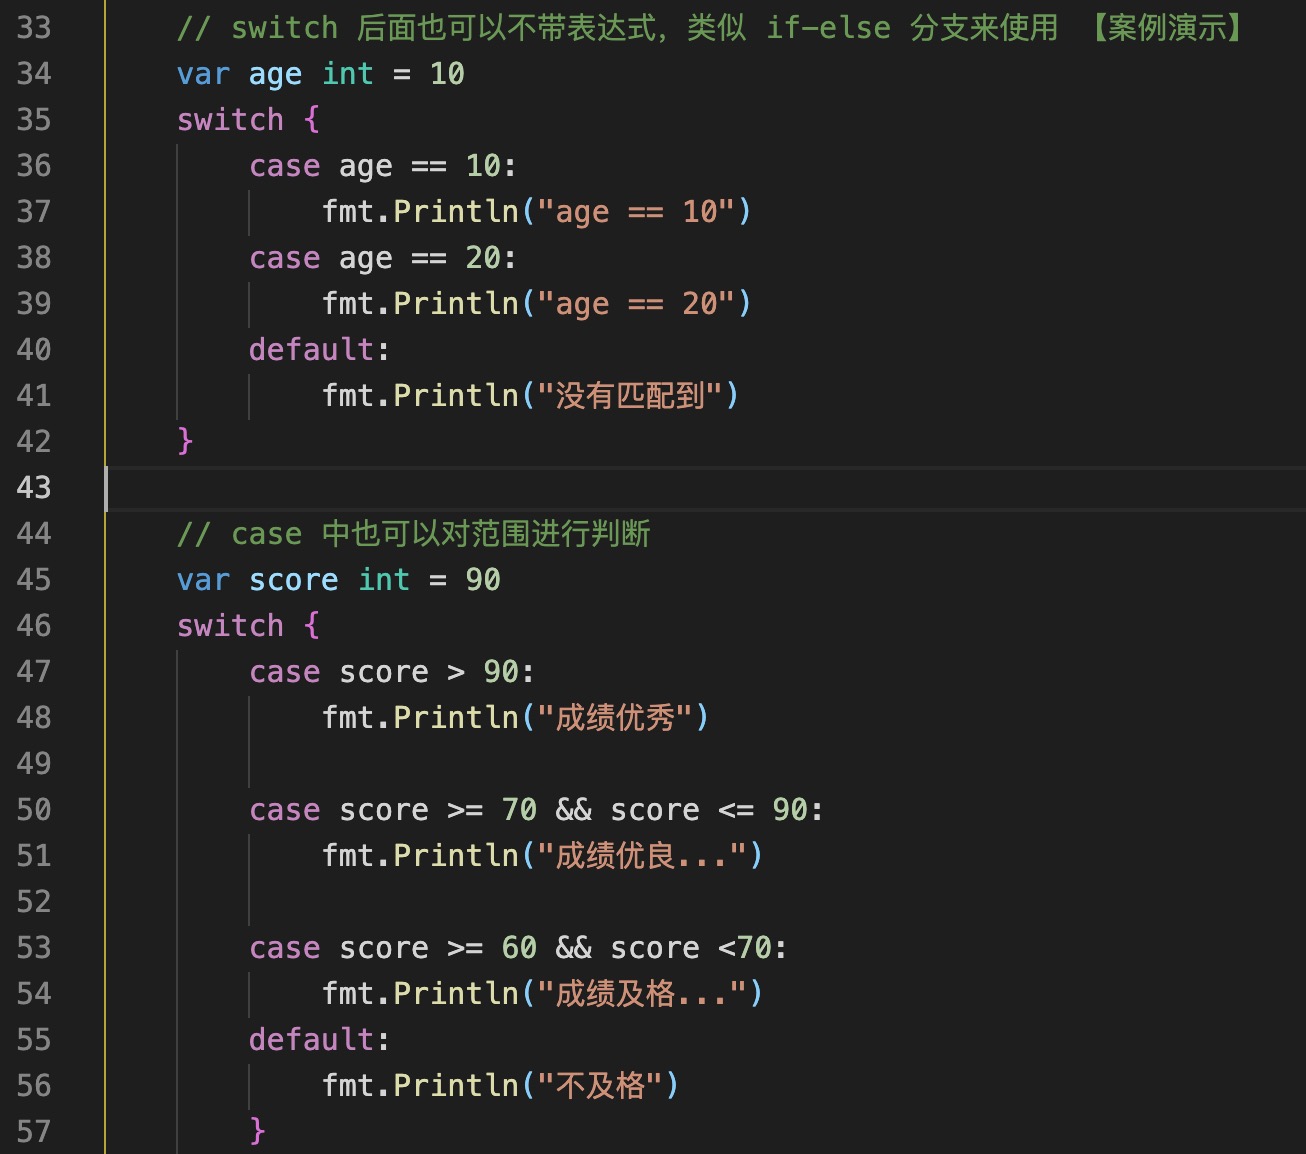 33 // switch 后面也可以不带表达式，类似 if-else 分支来使用 【案例演示】
34 var age int = 10
35 switch {
36 case age == 10:
37 fmt.Println("age == 10")
38 case age == 20:
39 fmt.Println("age == 20")
40 default:
41 fmt.Println("没有匹配到")
42 }
43
44 // case 中也可以对范围进行判断
45 var score int = 90
46 switch {
47 case score > 90:
48 fmt.Println("成绩优秀")
49
50 case score >= 70 && score <= 90:
51 fmt.Println("成绩优良...")
52
53 case score >= 60 && score <70:
54 fmt.Println("成绩及格...")
55 default:
56 fmt.Println("不及格")
57 }